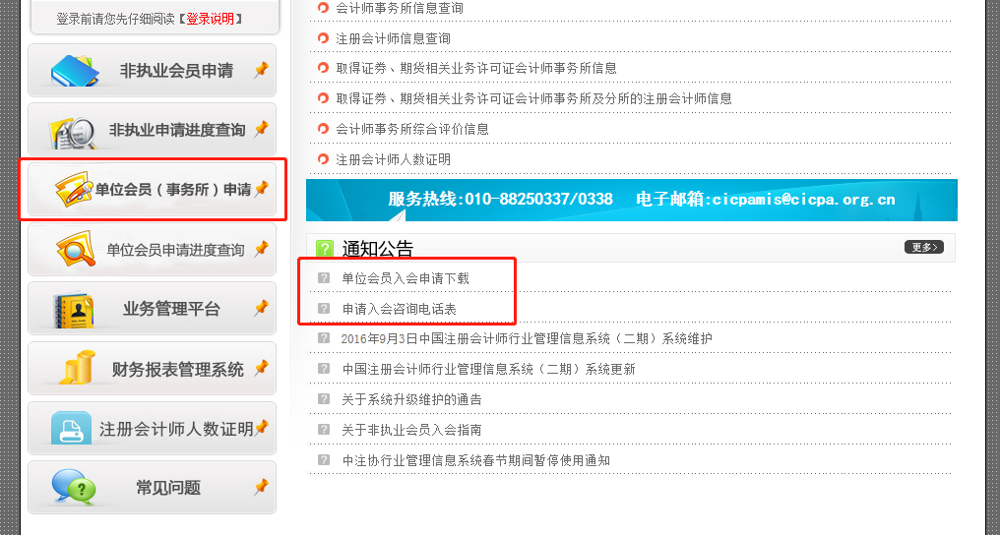 登录前请您先仔细阅读【登录说明】
非执业会员申请
非执业申请进度查询
单位会员（事务所）申请
单位会员申请进度查询
业务管理平台
财务报表管理系统
注册会计师人数证明
常见问题
会计师事务所信息查询
注册会计师信息查询
取得证券、期货相关业务许可证会计师事务所信息
取得证券、期货相关业务许可证会计师事务所及分所的注册会计师信息
会计师事务所综合评价信息
注册会计师人数证明
服务热线:010-88250337/0338 电子邮箱:cicpamis@cicpa.org.cn
通知公告 更多>
单位会员入会申请下载
申请入会咨询电话表
2016年9月3日中国注册会计师行业管理信息系统（二期）系统维护
中国注册会计师行业管理信息系统（二期）系统更新
关于系统升级维护的通告
关于非执业会员入会指南
中注协行业管理信息系统春节期间暂停使用通知